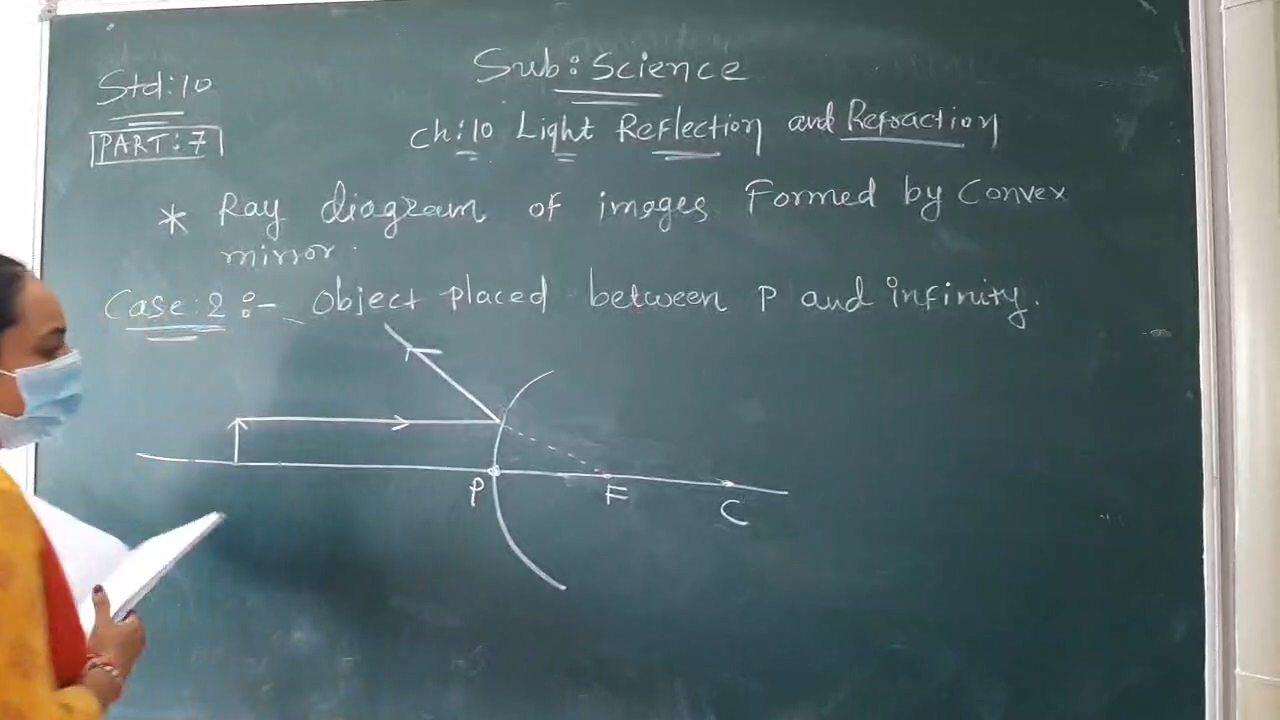 Std:10
Sub: Science
PART: 7
Ch:10 Light Reflection and Refraction
* Ray diagram of images Formed by Convex
mirror.
Case:2 :- Object placed between P and infinity.
P
F
C